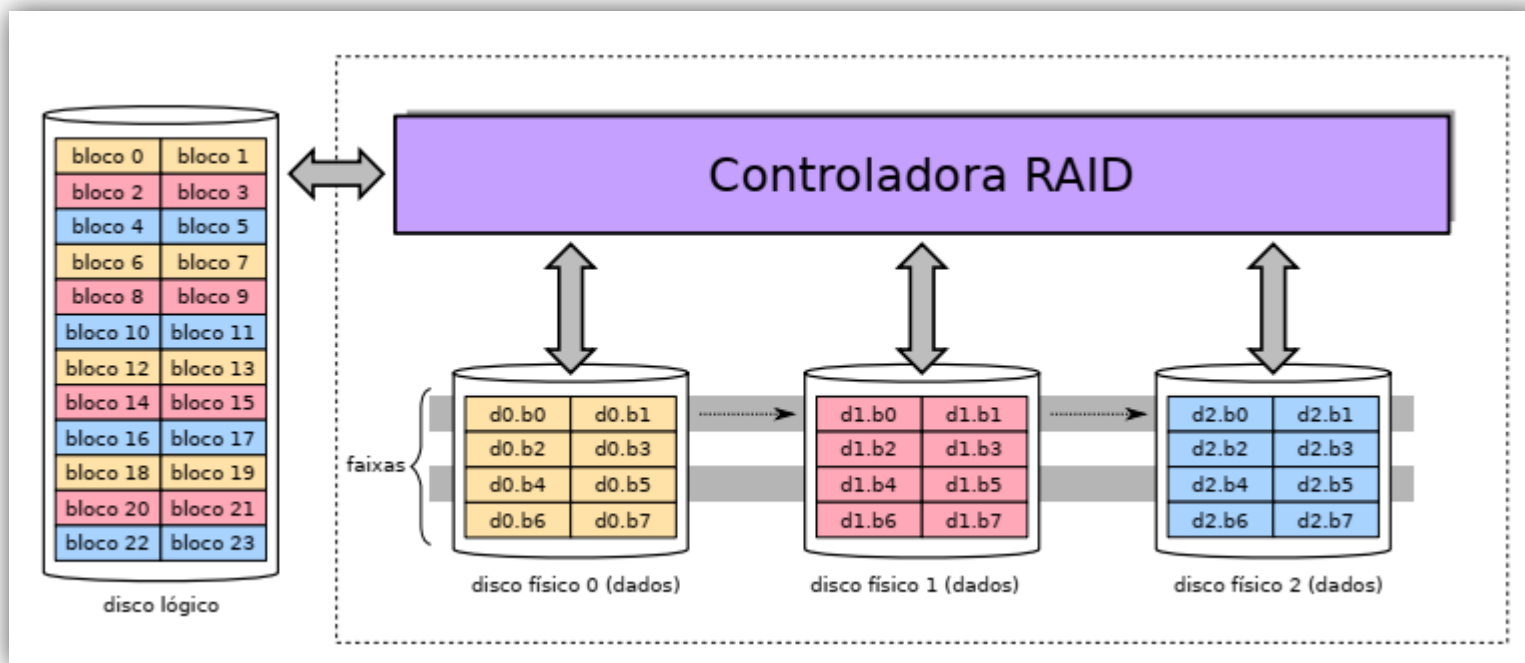 bloco 0 bloco 1
bloco 2 bloco 3
bloco 4 bloco 5
bloco 6 bloco 7
bloco 8 bloco 9
bloco 10 bloco 11
bloco 12 bloco 13
bloco 14 bloco 15
bloco 16 bloco 17
bloco 18 bloco 19
bloco 20 bloco 21
bloco 22 bloco 23
disco lógico
Controladora RAID
faixas
d0.b0 d0.b1
d0.b2 d0.b3
d0.b4 d0.b5
d0.b6 d0.b7
disco físico 0 (dados)
d1.b0 d1.b1
d1.b2 d1.b3
d1.b4 d1.b5
d1.b6 d1.b7
disco físico 1 (dados)
d2.b0 d2.b1
d2.b2 d2.b3
d2.b4 d2.b5
d2.b6 d2.b7
disco físico 2 (dados)